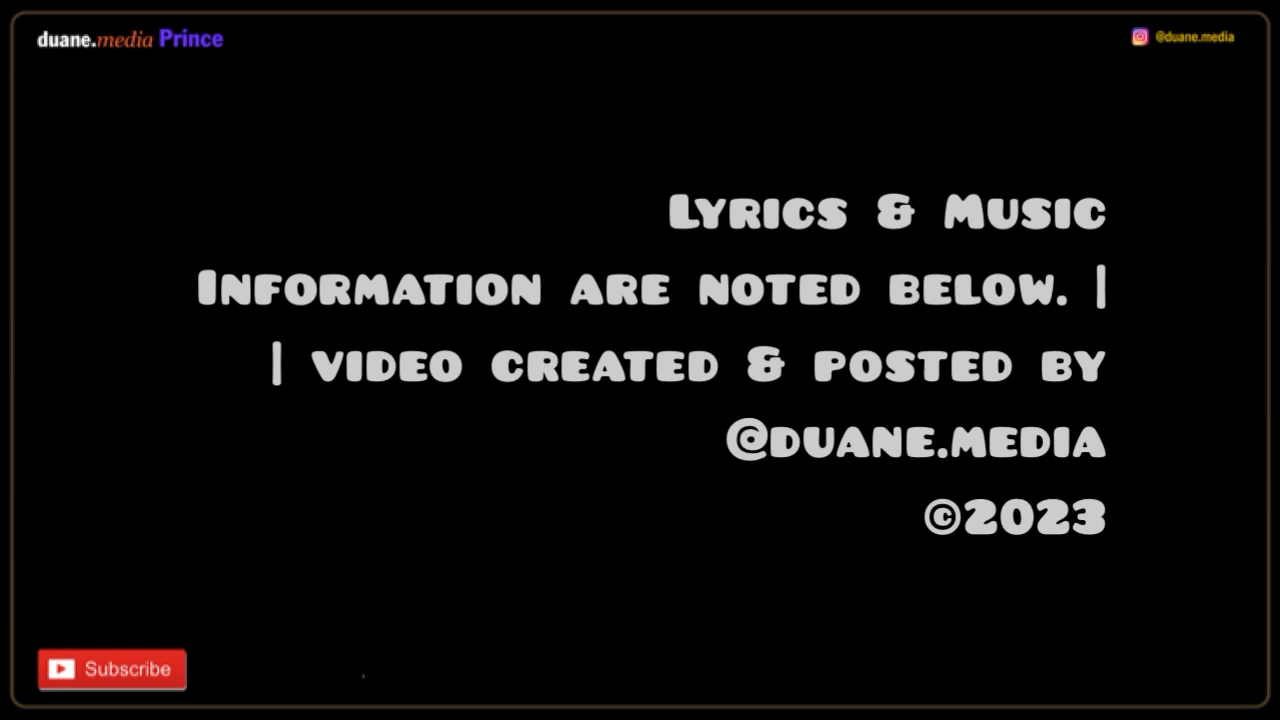 duane.media Prince
@duane.media
Lyrics & Music
Information are noted below. |
| video created & posted by
@duane.media
©2023
Subscribe